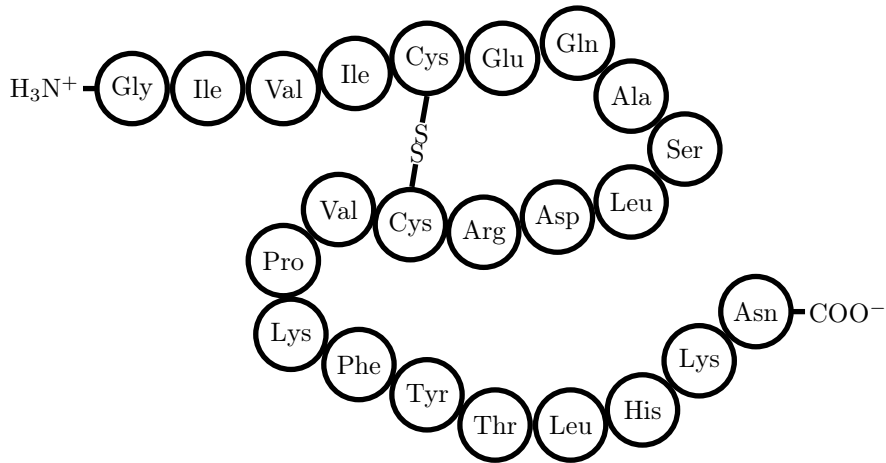 H₃N⁺ Gly Ile Val Ile Cys Glu Gln
Ala
Ser
Leu
Asp
Arg
Cys
S
S
Val
Pro
Lys
Phe
Tyr
Thr
Leu
His
Lys
Asn COO⁻